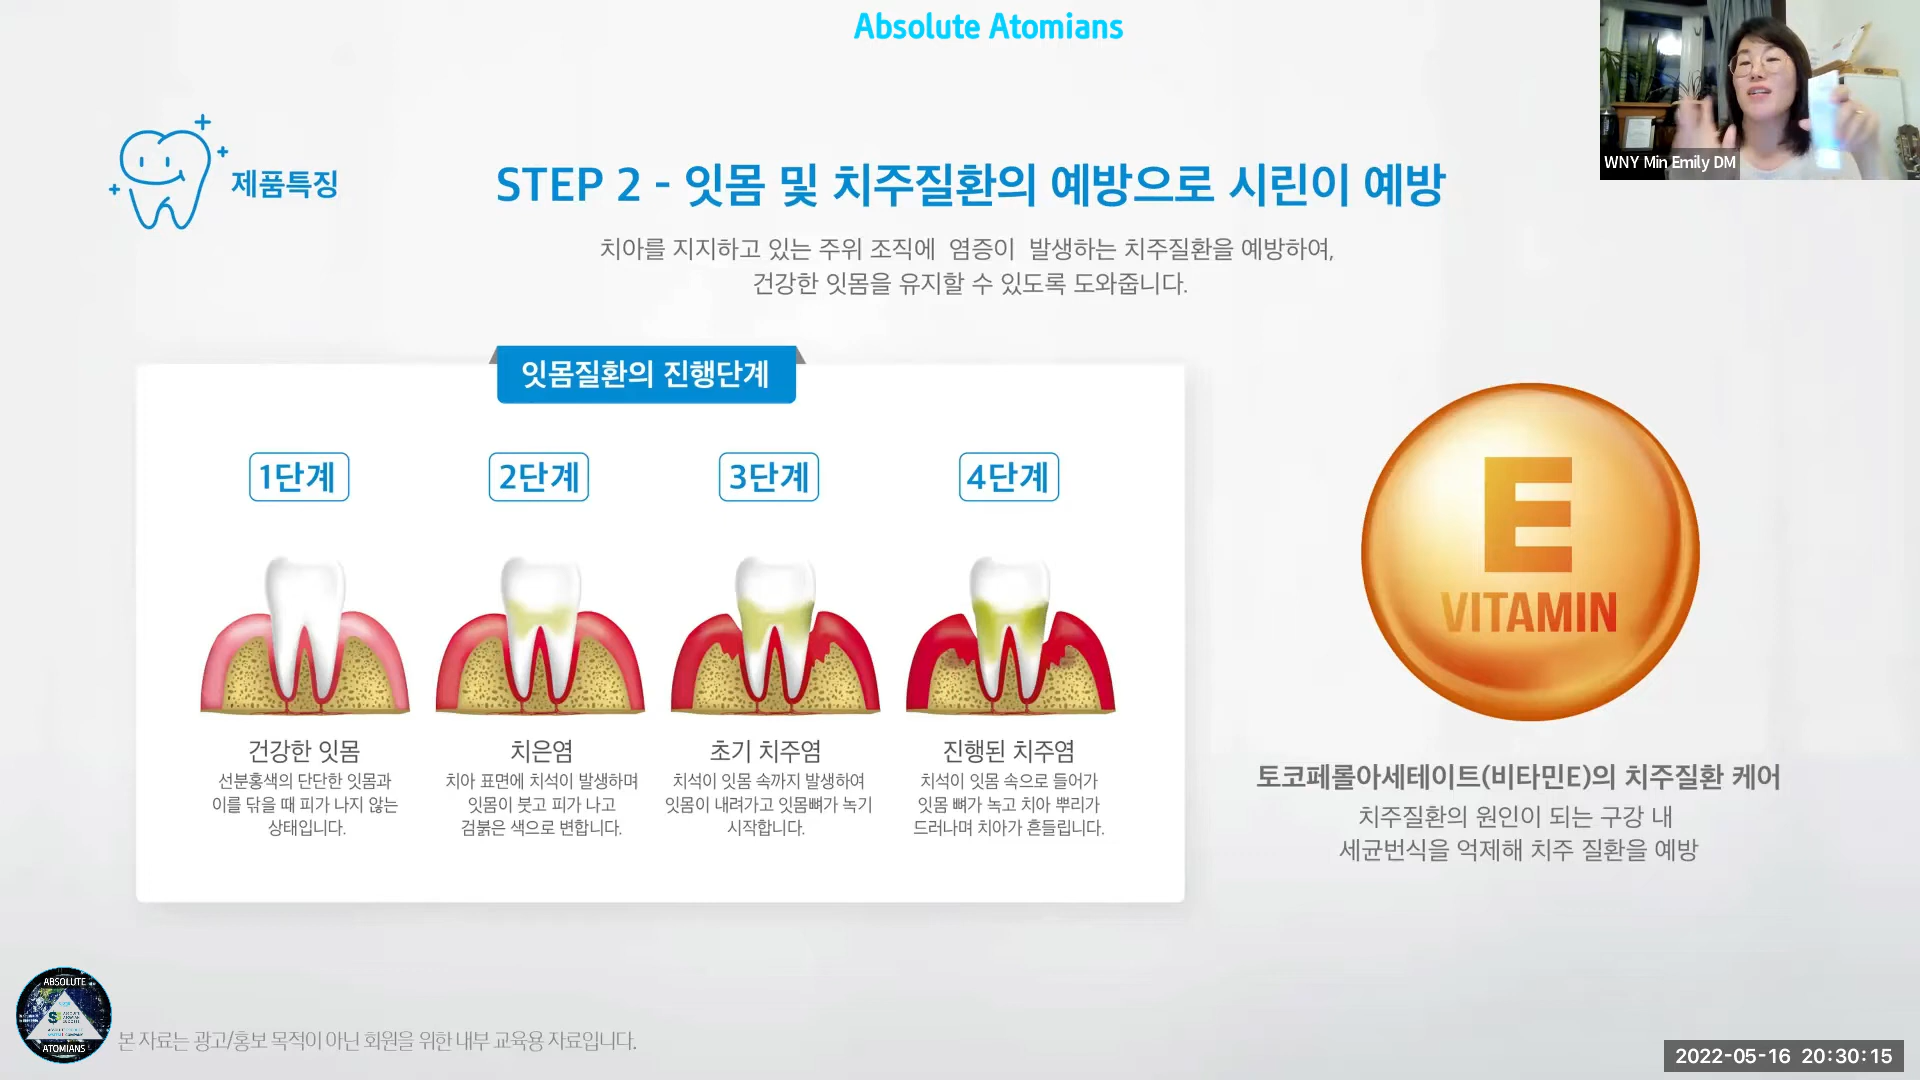 Absolute Atomians
WNY Min Emily DM
제품특징
STEP 2 - 잇몸 및 치주질환의 예방으로 시린이 예방
치아를 지지하고 있는 주위 조직에 염증이 발생하는 치주질환을 예방하여,
건강한 잇몸을 유지할 수 있도록 도와줍니다.
잇몸질환의 진행단계
1단계
2단계
3단계
4단계
건강한 잇몸
선분홍색의 단단한 잇몸과
이를 닦을 때 피가 나지 않는
상태입니다.
치은염
치아 표면에 치석이 발생하며
잇몸이 붓고 피가 나고
검붉은 색으로 변합니다.
초기 치주염
치석이 잇몸 속까지 발생하여
잇몸이 내려가고 잇몸뼈가 녹기
시작합니다.
진행된 치주염
치석이 잇몸 속으로 들어가
잇몸 뼈가 녹고 치아 뿌리가
드러나며 치아가 흔들립니다.
E
VITAMIN
토코페롤아세테이트(비타민E)의 치주질환 케어
치주질환의 원인이 되는 구강 내
세균번식을 억제해 치주 질환을 예방
ABSOLUTE
ATOMIANS
본 자료는 광고/홍보 목적이 아닌 회원을 위한 내부 교육용 자료입니다.
2022-05-16 20:30:15